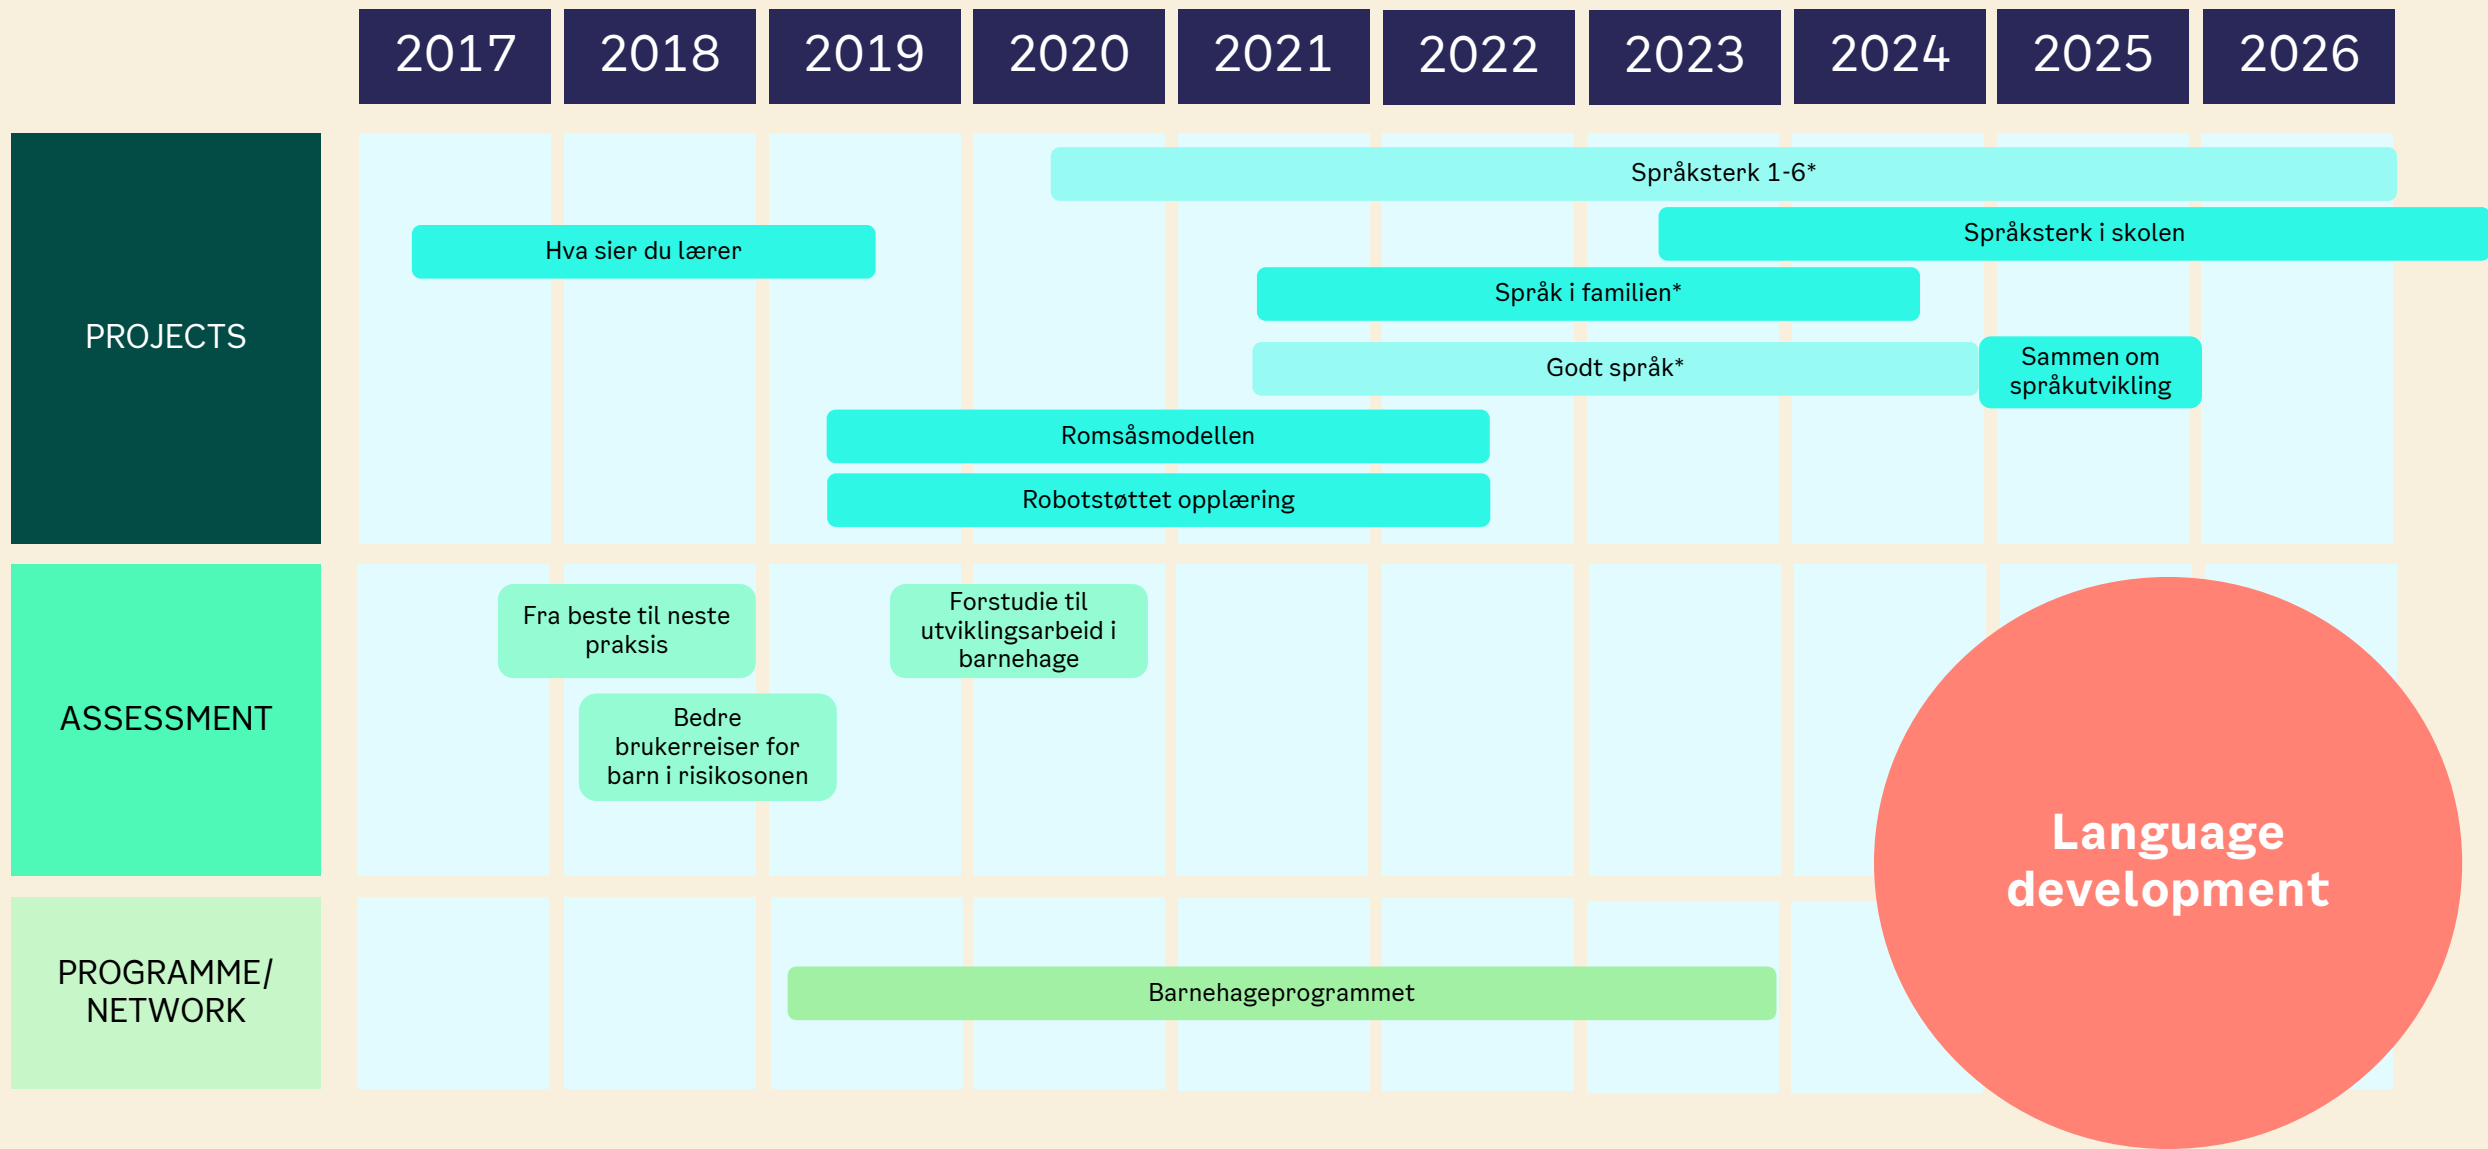 2017 2018 2019 2020 2021 2022 2023 2024 2025 2026
PROJECTS
Språksterk 1-6*
Språksterk i skolen
Hva sier du lærer
Språk i familien*
Godt språk*
Sammen om
språkutvikling
Romsåsmodellen
Robotstøttet opplæring
ASSESSMENT
Fra beste til neste
praksis
Forstudie til
utviklingsarbeid i
barnehage
Bedre
brukerreiser for
barn i risikosonen
PROGRAMME/
NETWORK
Barnehageprogrammet
Language
development